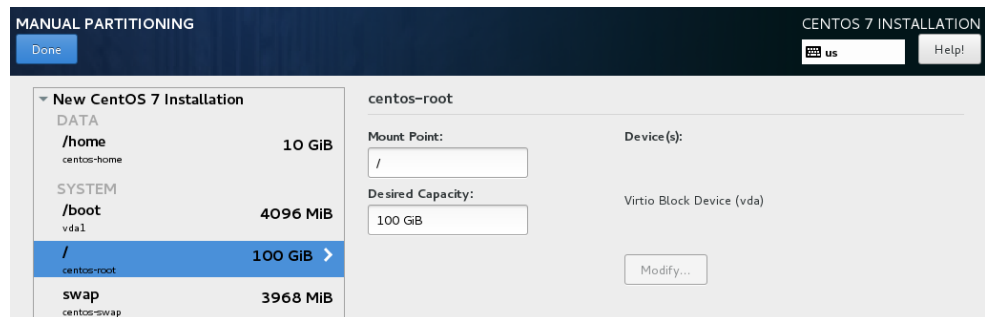 MANUAL PARTITIONING
CENTOS 7 INSTALLATION
Done
us
Help!
New CentOS 7 Installation
DATA
/home
10 GiB
centos-home
SYSTEM
/boot
4096 MiB
vda1
/
100 GiB
centos-root
swap
3968 MiB
centos-swap
centos-root
Mount Point:
/
Desired Capacity:
100 GiB
Device(s):
Virtio Block Device (vda)
Modify...